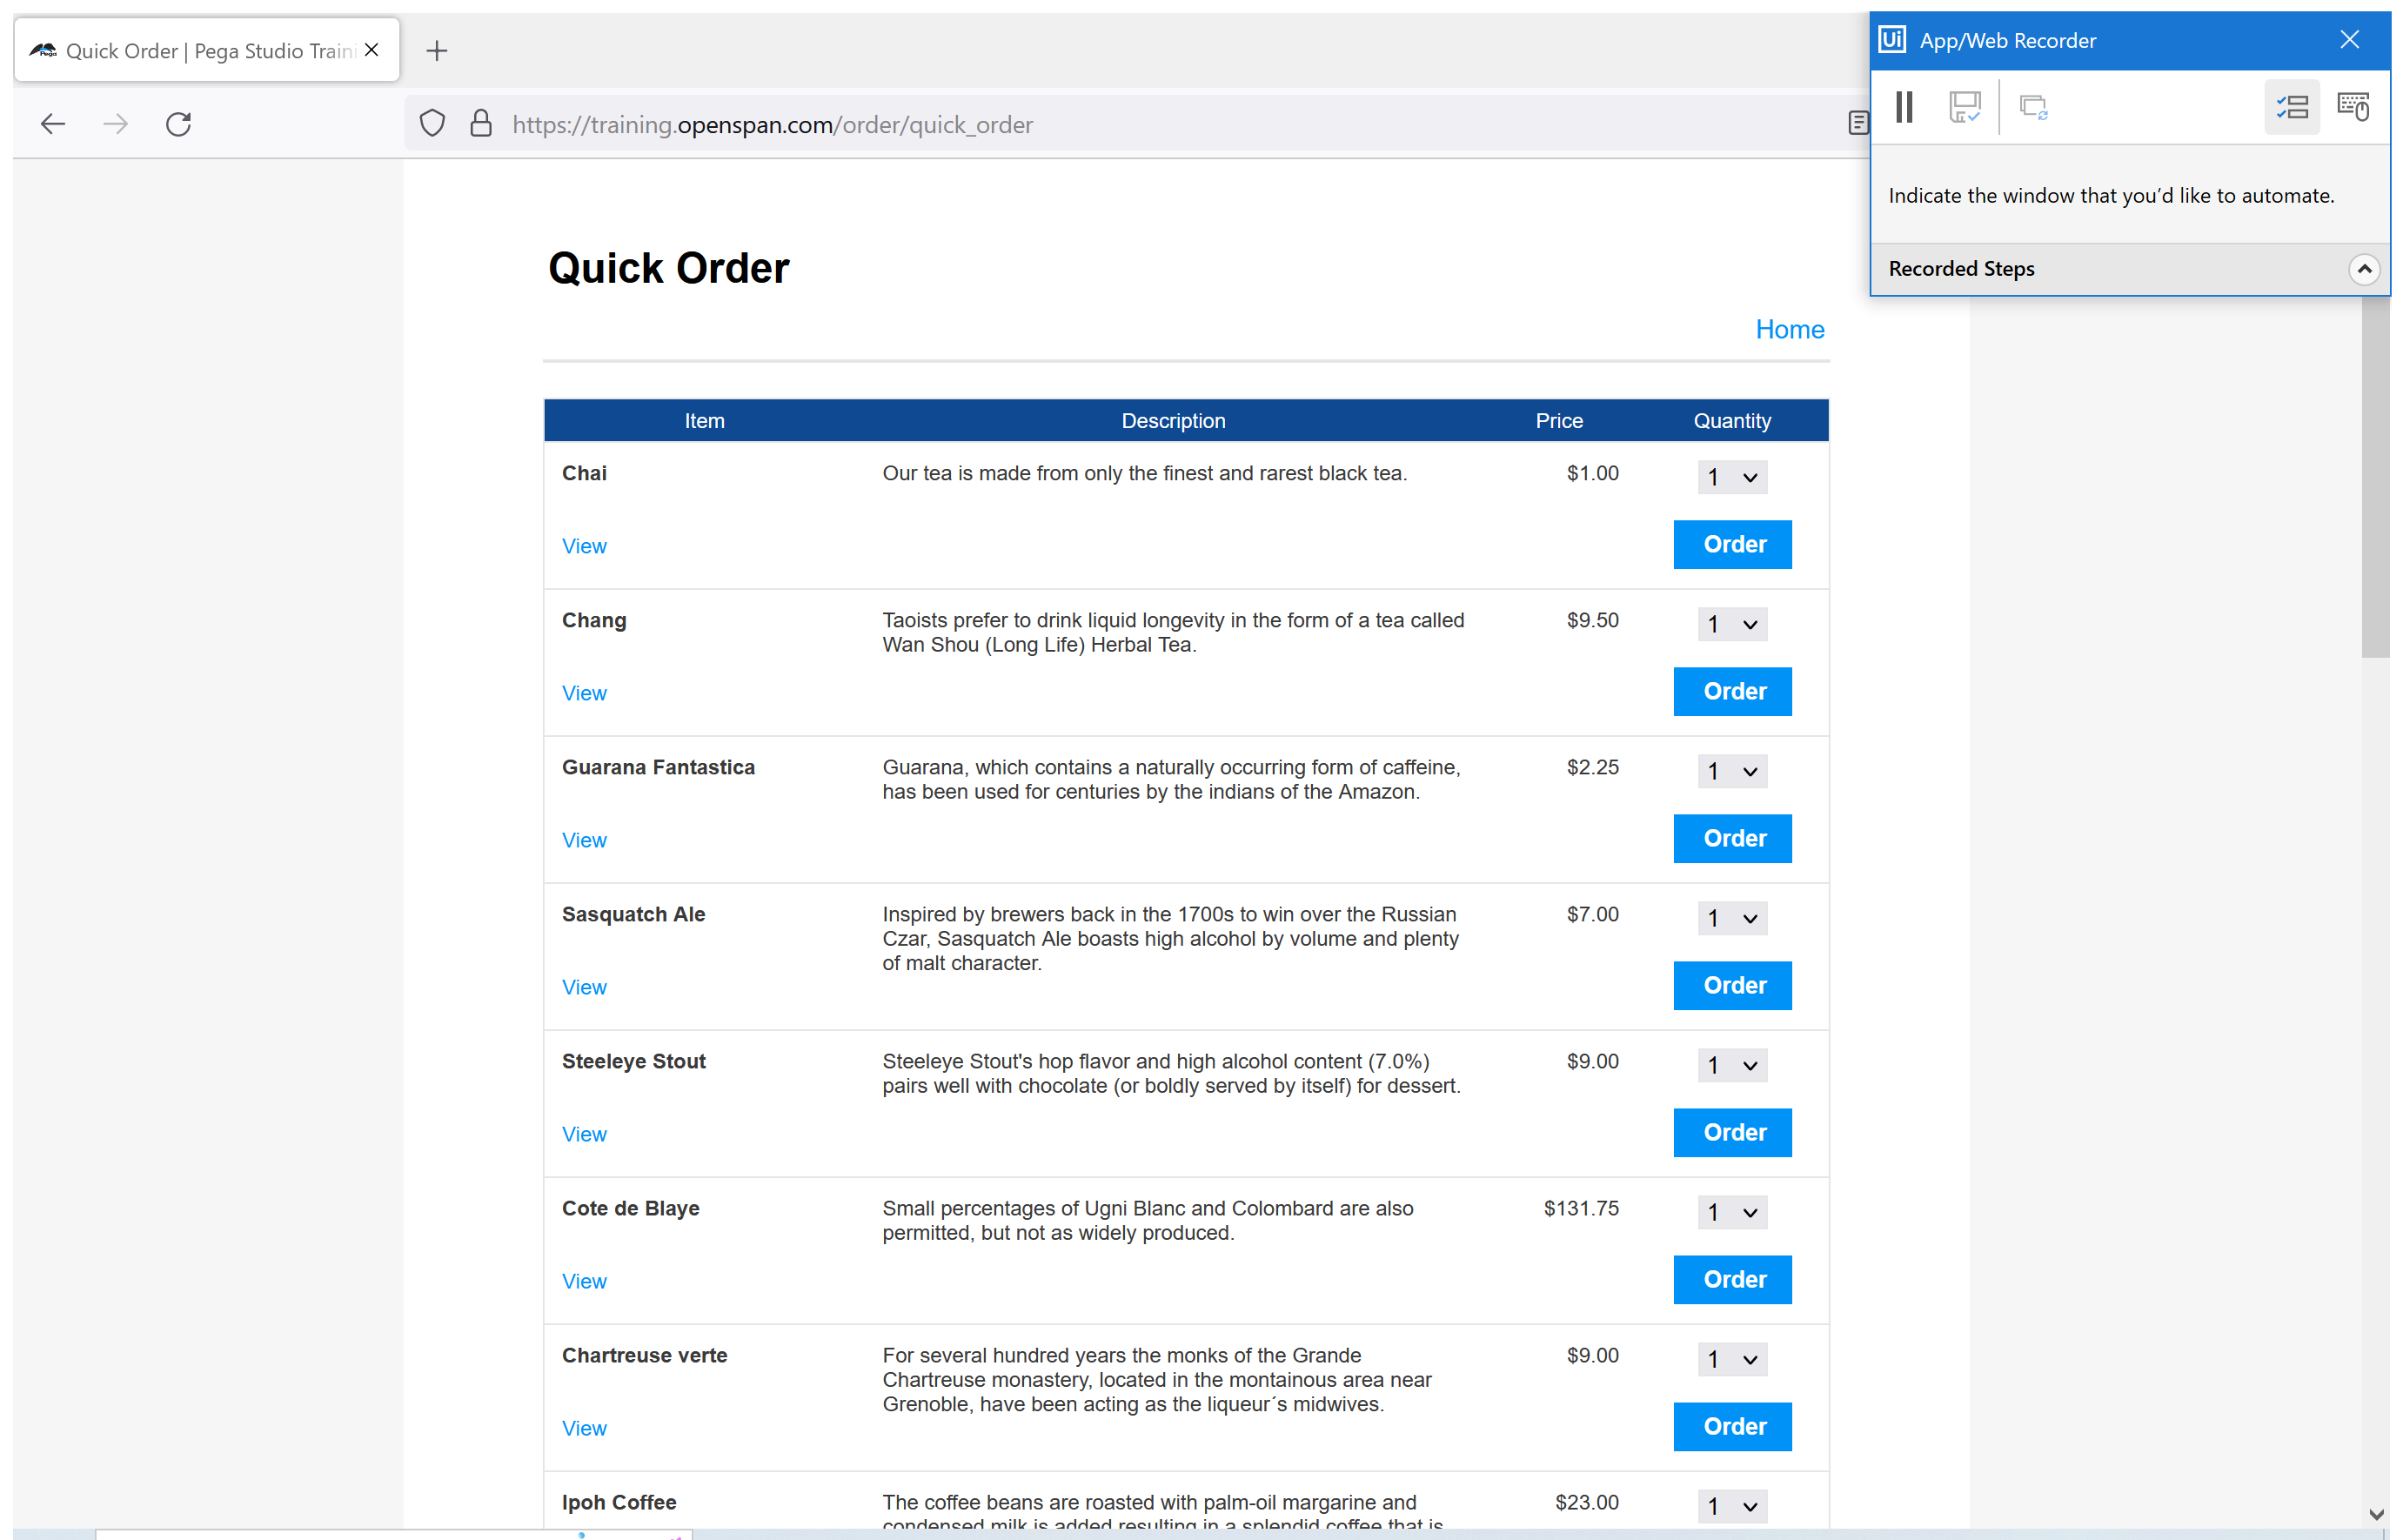 Quick Order | Pega Studio Traini
Ui App/Web Recorder
https://training.openspan.com/order/quick_order
Indicate the window that you'd like to automate.
Recorded Steps
Quick Order
Home
Item Description Price Quantity
Chai Our tea is made from only the finest and rarest black tea. $1.00 1
View Order
Chang Taoists prefer to drink liquid longevity in the form of a tea called $9.50 1
Wan Shou (Long Life) Herbal Tea.
View Order
Guarana Fantastica Guarana, which contains a naturally occurring form of caffeine, $2.25 1
has been used for centuries by the indians of the Amazon.
View Order
Sasquatch Ale Inspired by brewers back in the 1700s to win over the Russian $7.00 1
Czar, Sasquatch Ale boasts high alcohol by volume and plenty
of malt character.
View Order
Steeleye Stout Steeleye Stout's hop flavor and high alcohol content (7.0%) $9.00 1
pairs well with chocolate (or boldly served by itself) for dessert.
View Order
Cote de Blaye Small percentages of Ugni Blanc and Colombard are also $131.75 1
permitted, but not as widely produced.
View Order
Chartreuse verte For several hundred years the monks of the Grande $9.00 1
Chartreuse monastery, located in the montainous area near
Grenoble, have been acting as the liqueur´s midwives.
View Order
Ipoh Coffee The coffee beans are roasted with palm-oil margarine and $23.00 1
condensed milk is added resulting in a splendid coffee that is